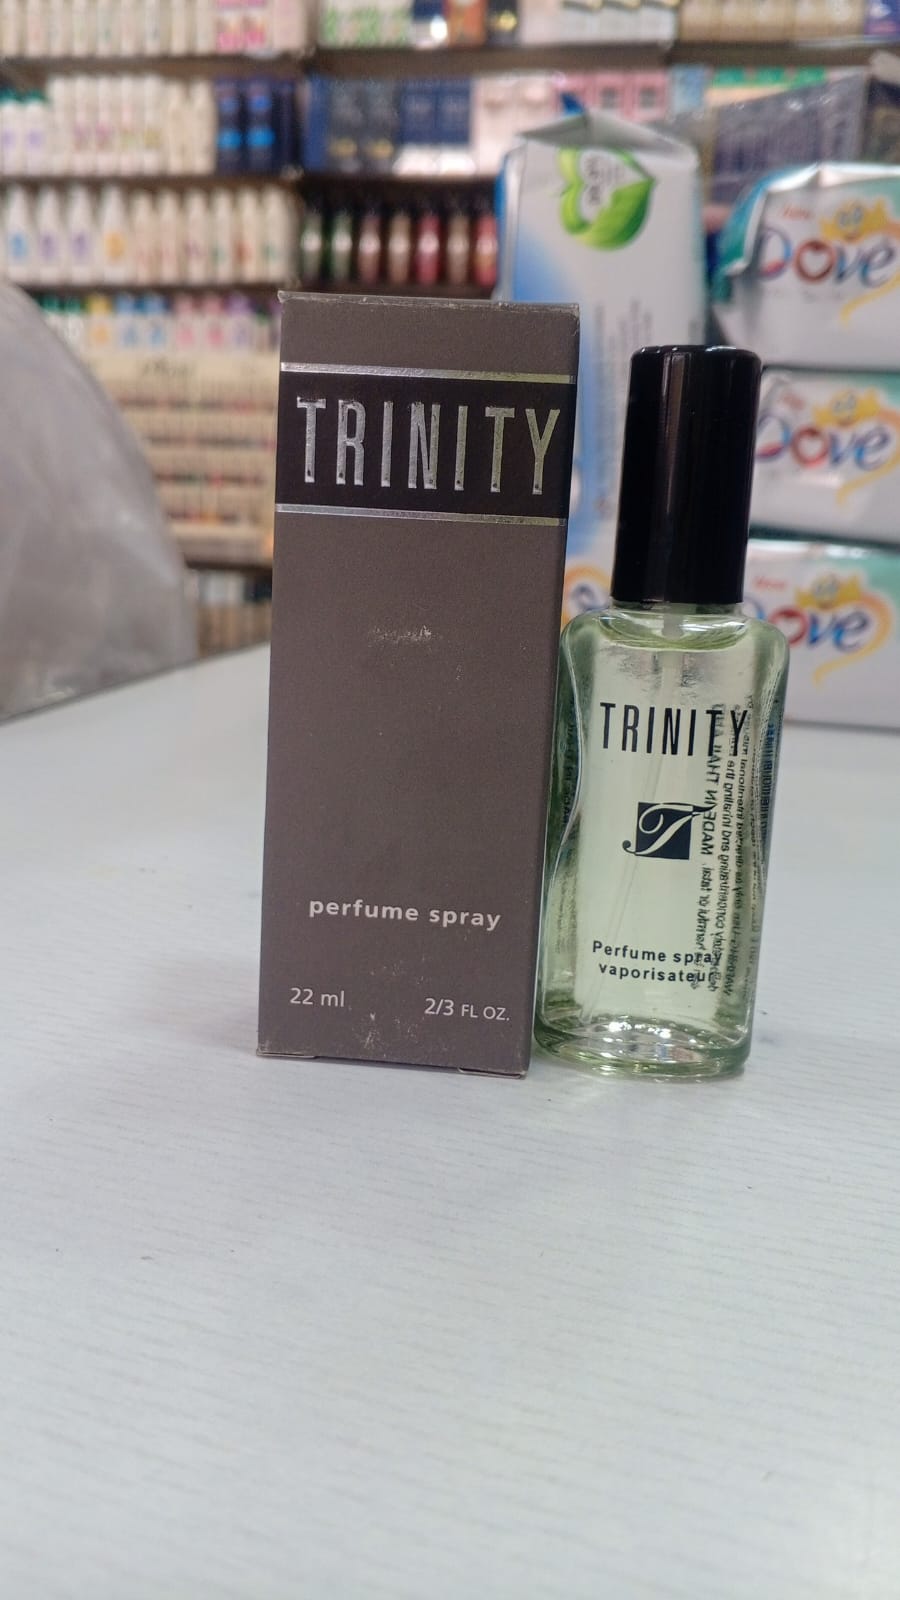 TRINITY
perfume spray
22 ml
2/3 FL OZ.
TRINITY
T
Perfume spray
vaporisateur
Dove
Dove
Dove